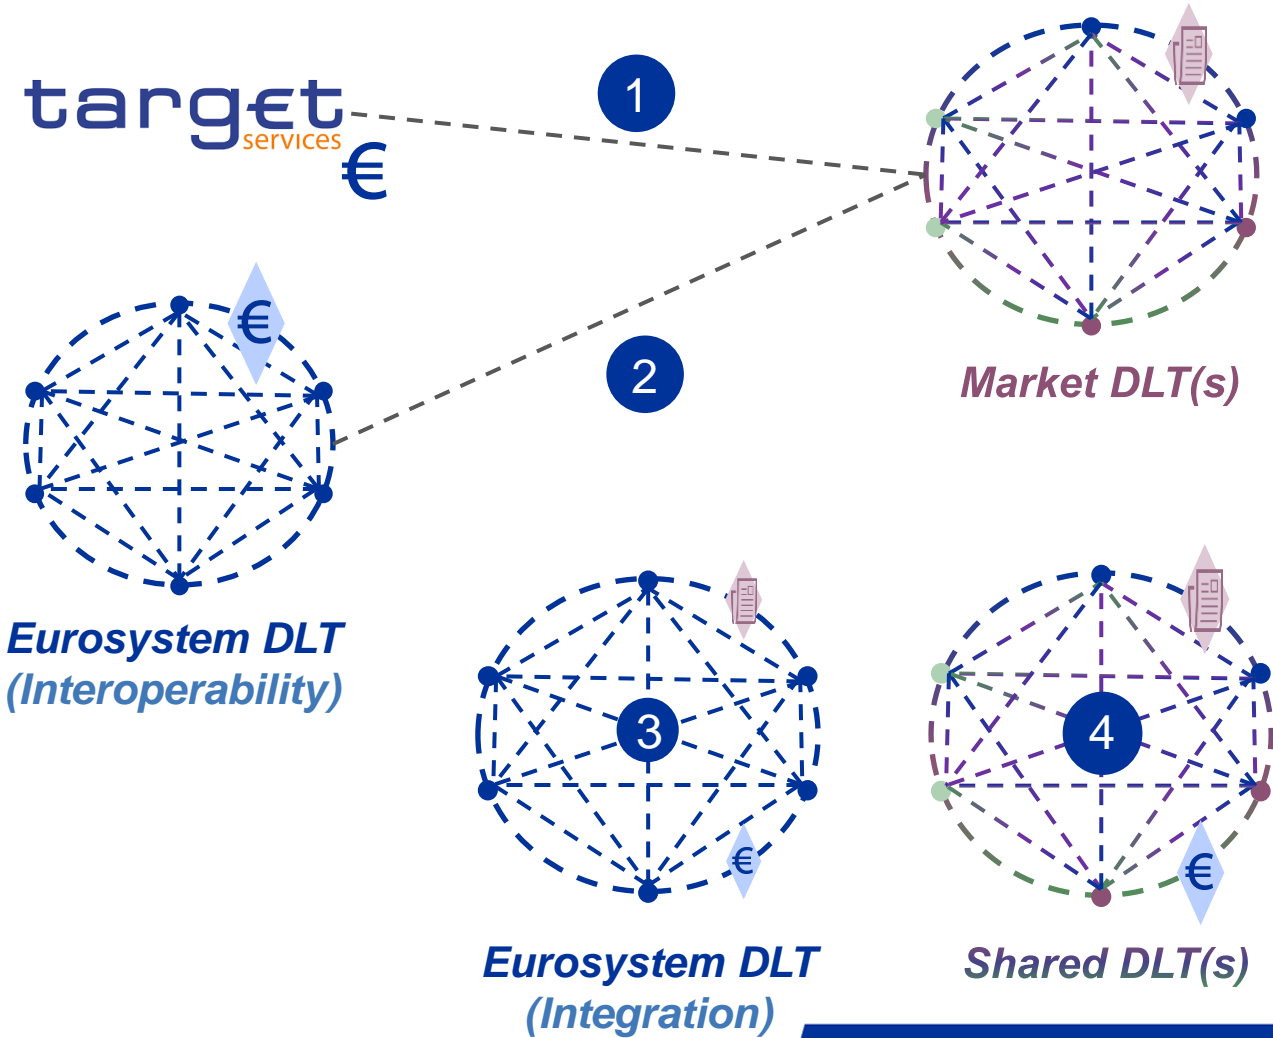 target
services
€
1
Market DLT(s)
€
2
Eurosystem DLT
(Interoperability)
3
€
Eurosystem DLT
(Integration)
4
€
Shared DLT(s)